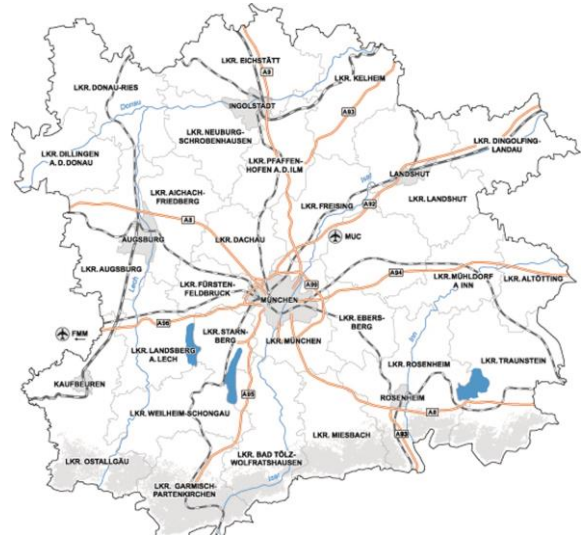 LKR. EICHSTÄTT
A9
LKR. KELHEIM
LKR. DONAU-RIES
Donau
INGOLSTADT
A93
LKR. NEUBURG-
SCHROBENHAUSEN
LKR. DINGOLFING-
LANDAU
LKR. DILLINGEN
A. D. DONAU
LKR. PFAFFEN-
HOFEN A. D. ILM
Isar
LANDSHUT
LKR. AICHACH-
FRIEDBERG
LKR. FREISING
A92
LKR. LANDSHUT
A8
AUGSBURG
LKR. DACHAU
MUC
LKR. AUGSBURG
Lech
LKR. FÜRSTEN-
FELDBRUCK
A99
A94
LKR. MÜHLDORF
A INN
LKR. ALTÖTTING
MÜNCHEN
FMM
A96
LKR. STARN-
BERG
LKR. MÜNCHEN
LKR. EBERS-
BERG
Inn
LKR. LANDSBERG
A. LECH
LKR. ROSENHEIM
LKR. TRAUNSTEIN
KAUFBEUREN
A95
ROSENHEIM
LKR. WEILHEIM-SCHONGAU
A8
LKR. MIESBACH
A93
LKR. OSTALLGÄU
LKR. BAD TÖLZ-
WOLFRATSHAUSEN
Isar
LKR. GARMISCH-
PARTENKIRCHEN